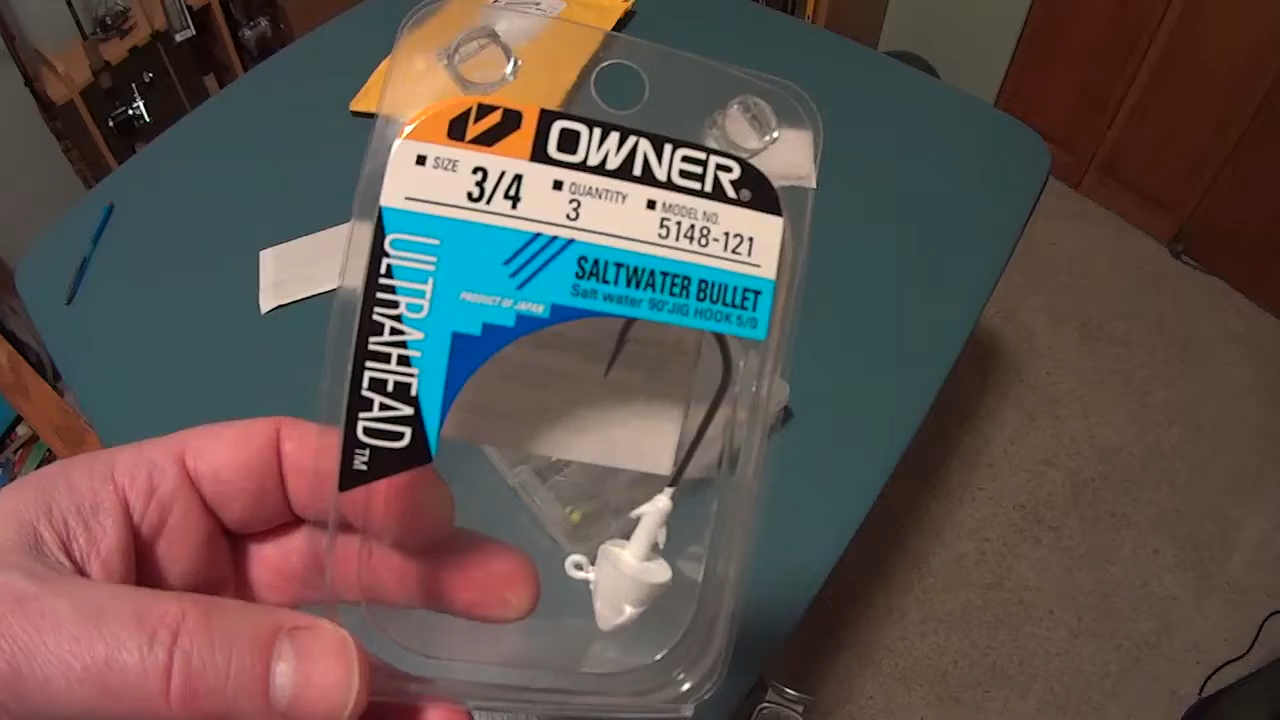 OWNER®
SIZE
3/4
QUANTITY
3
MODEL NO.
5148-121
ULTRAHEAD™
SALTWATER BULLET
Salt water 90°JIG HOOK 5/0
PRODUCT OF JAPAN